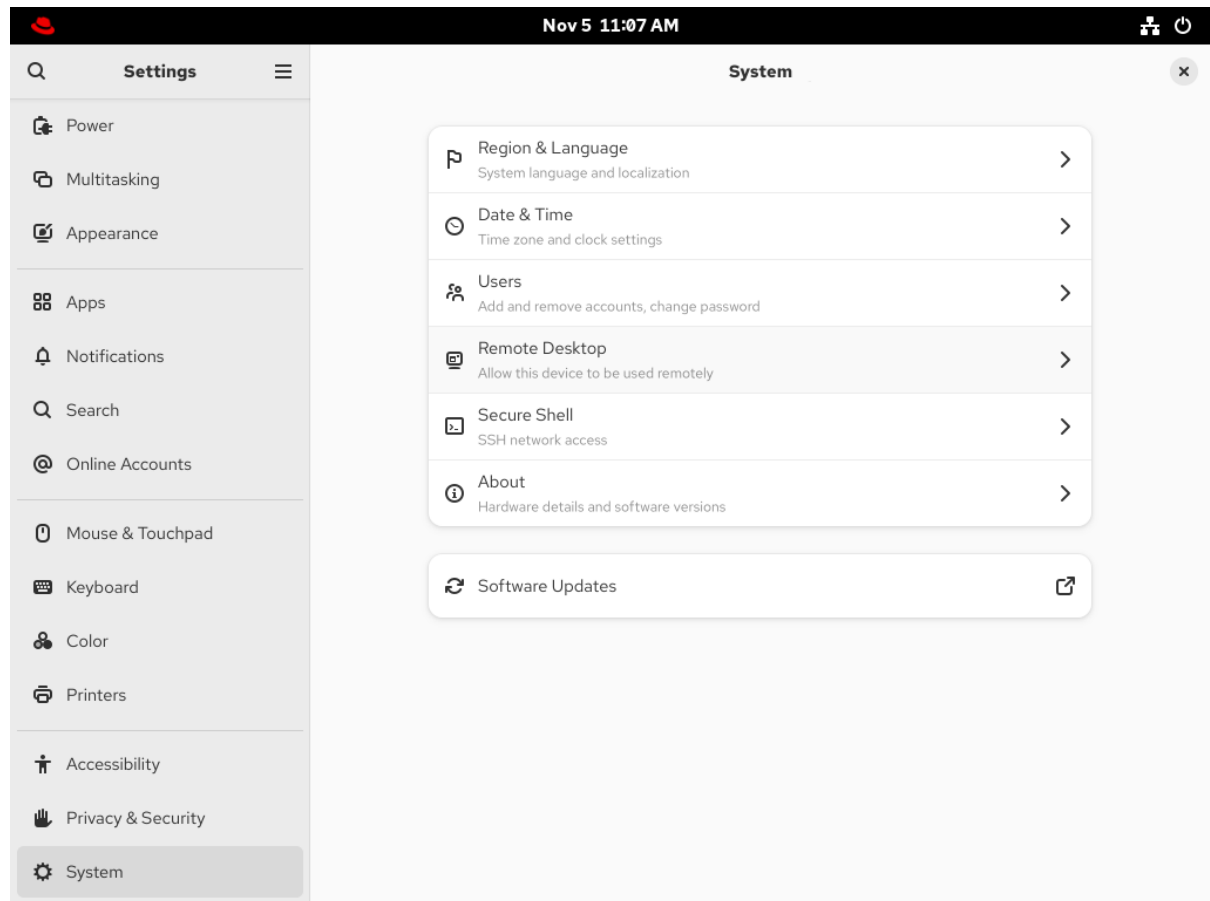 Nov 5 11:07 AM
Settings
System
Power
Multitasking
Appearance
Apps
Notifications
Search
Online Accounts
Mouse & Touchpad
Keyboard
Color
Printers
Accessibility
Privacy & Security
System
Region & Language
System language and localization
Date & Time
Time zone and clock settings
Users
Add and remove accounts, change password
Remote Desktop
Allow this device to be used remotely
Secure Shell
SSH network access
About
Hardware details and software versions
Software Updates